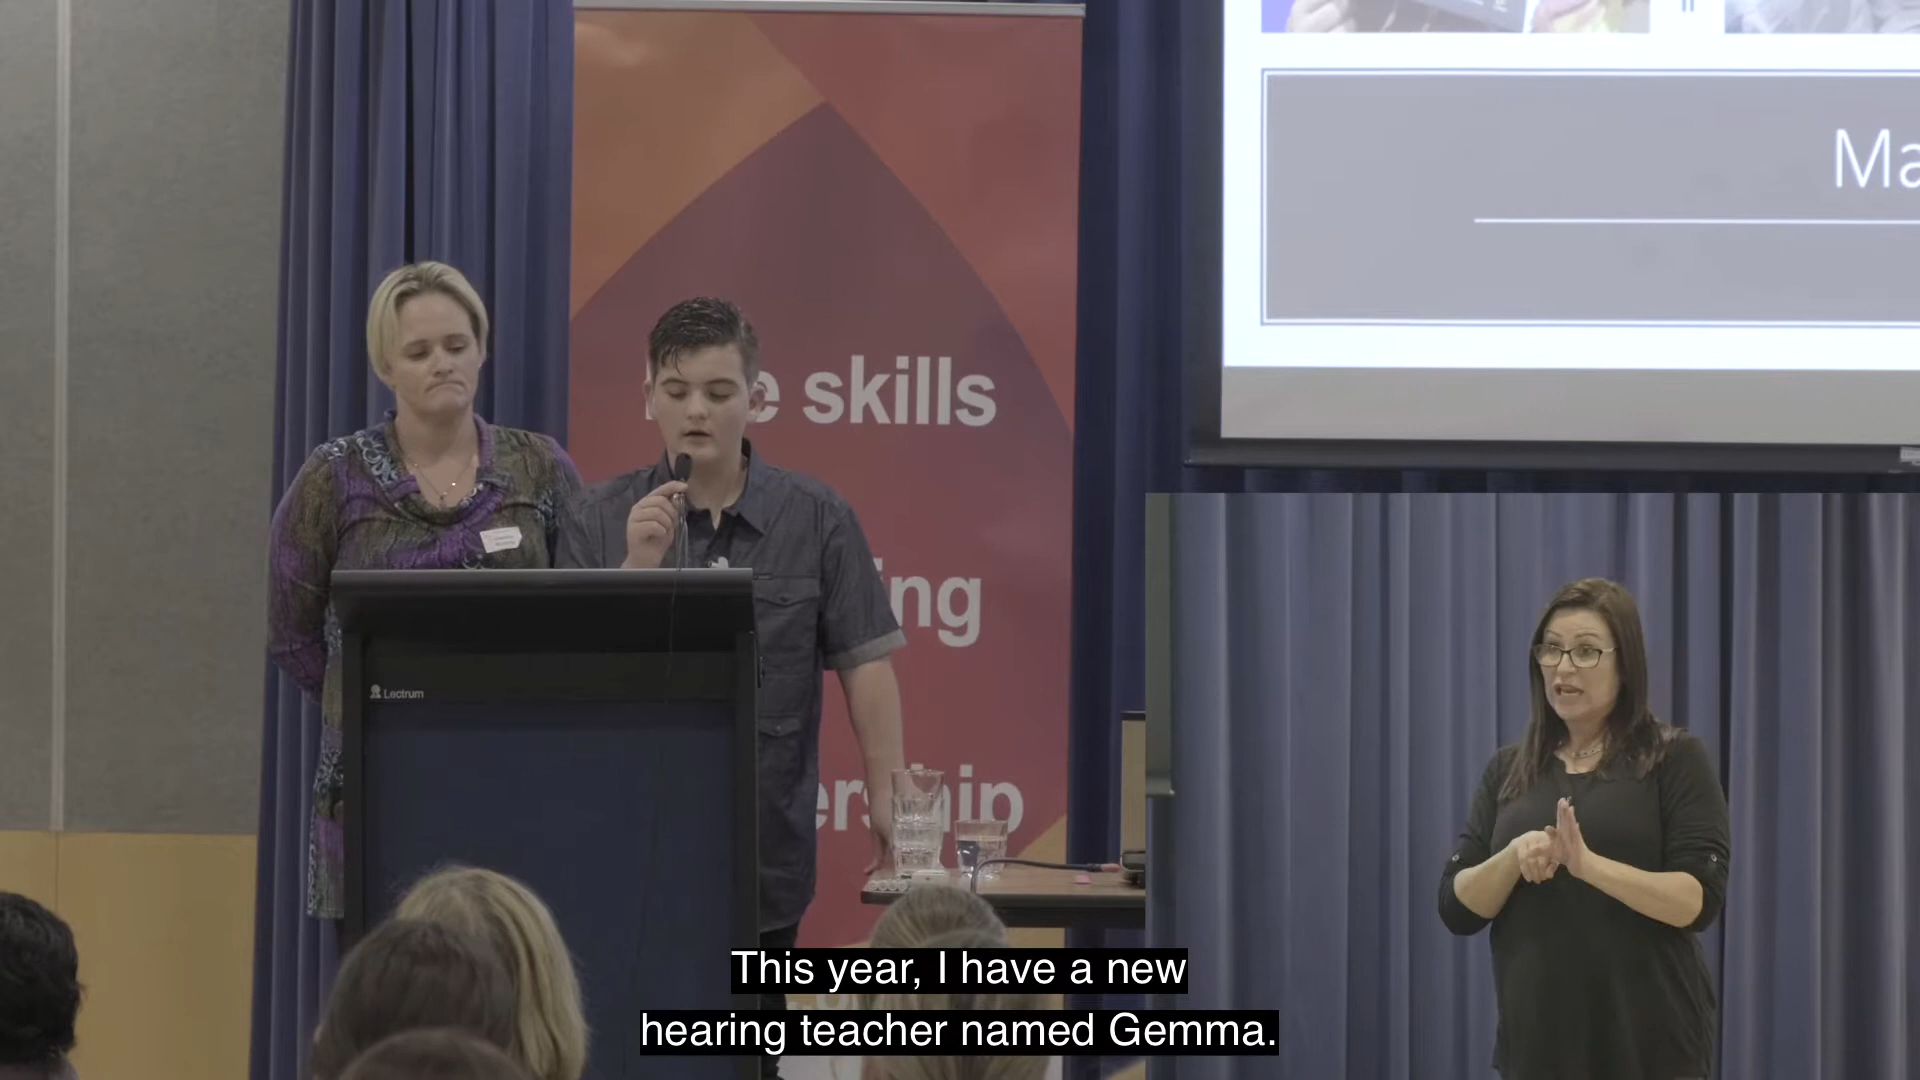 Ma
skills
ing
ership
Lectrum
This year, I have a new
hearing teacher named Gemma.